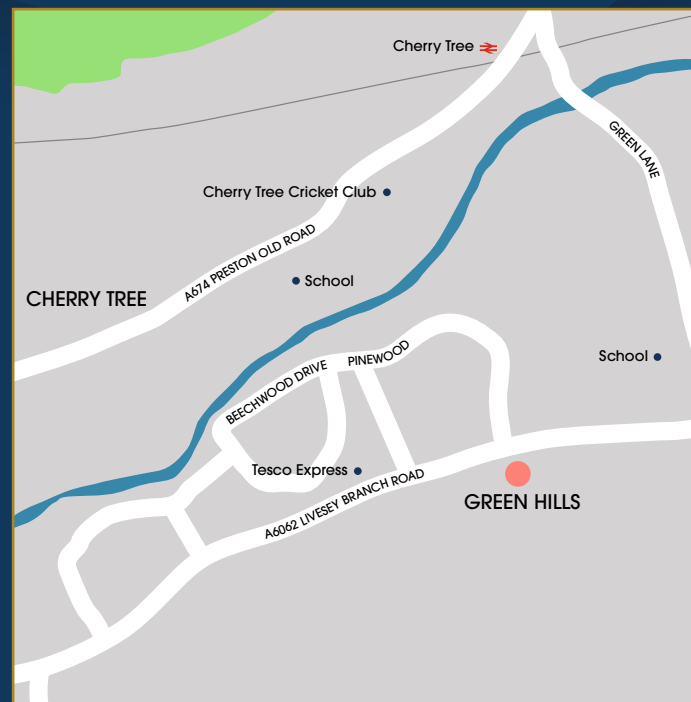 Cherry Tree
GREEN LANE
Cherry Tree Cricket Club
A674 PRESTON OLD ROAD
School
CHERRY TREE
PINEWOOD
School
BEECHWOOD DRIVE
Tesco Express
A6062 LIVESEY BRANCH ROAD
GREEN HILLS